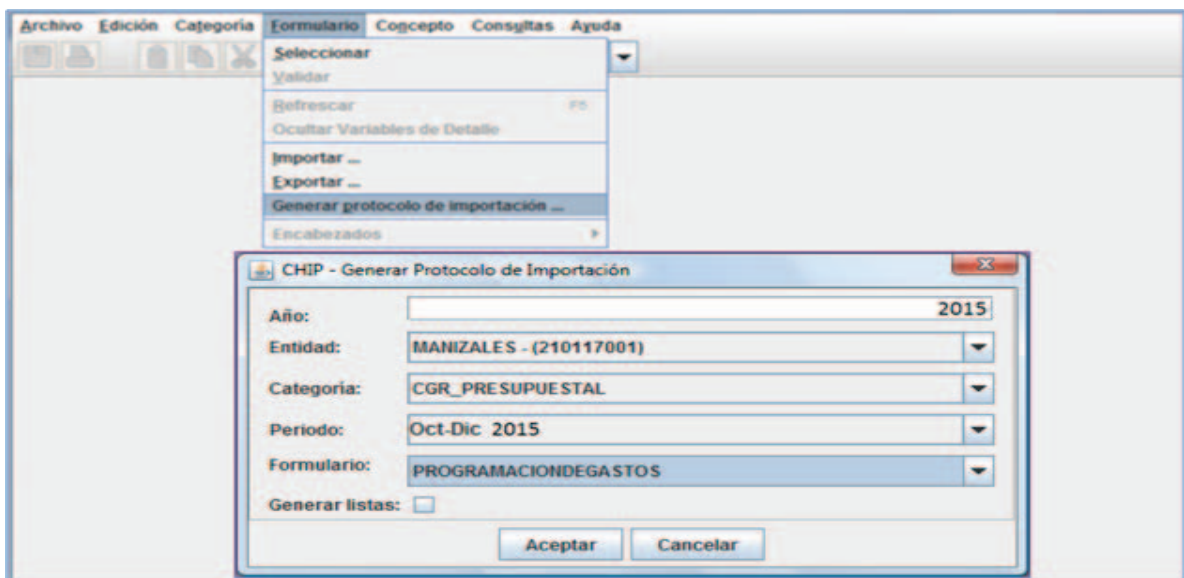 Archivo Edición Categoría Formulario Concepto Consultas Ayuda
Seleccionar
Validar
Refrescar F5
Ocultar Variables de Detalle
Importar ...
Exportar ...
Generar protocolo de importación ...
Encabezados
CHIP - Generar Protocolo de Importación
Año: 2015
Entidad: MANIZALES - (210117001)
Categoría: CGR_PRESUPUESTAL
Periodo: Oct-Dic 2015
Formulario: PROGRAMACIONDEGASTOS
Generar listas:
Aceptar Cancelar